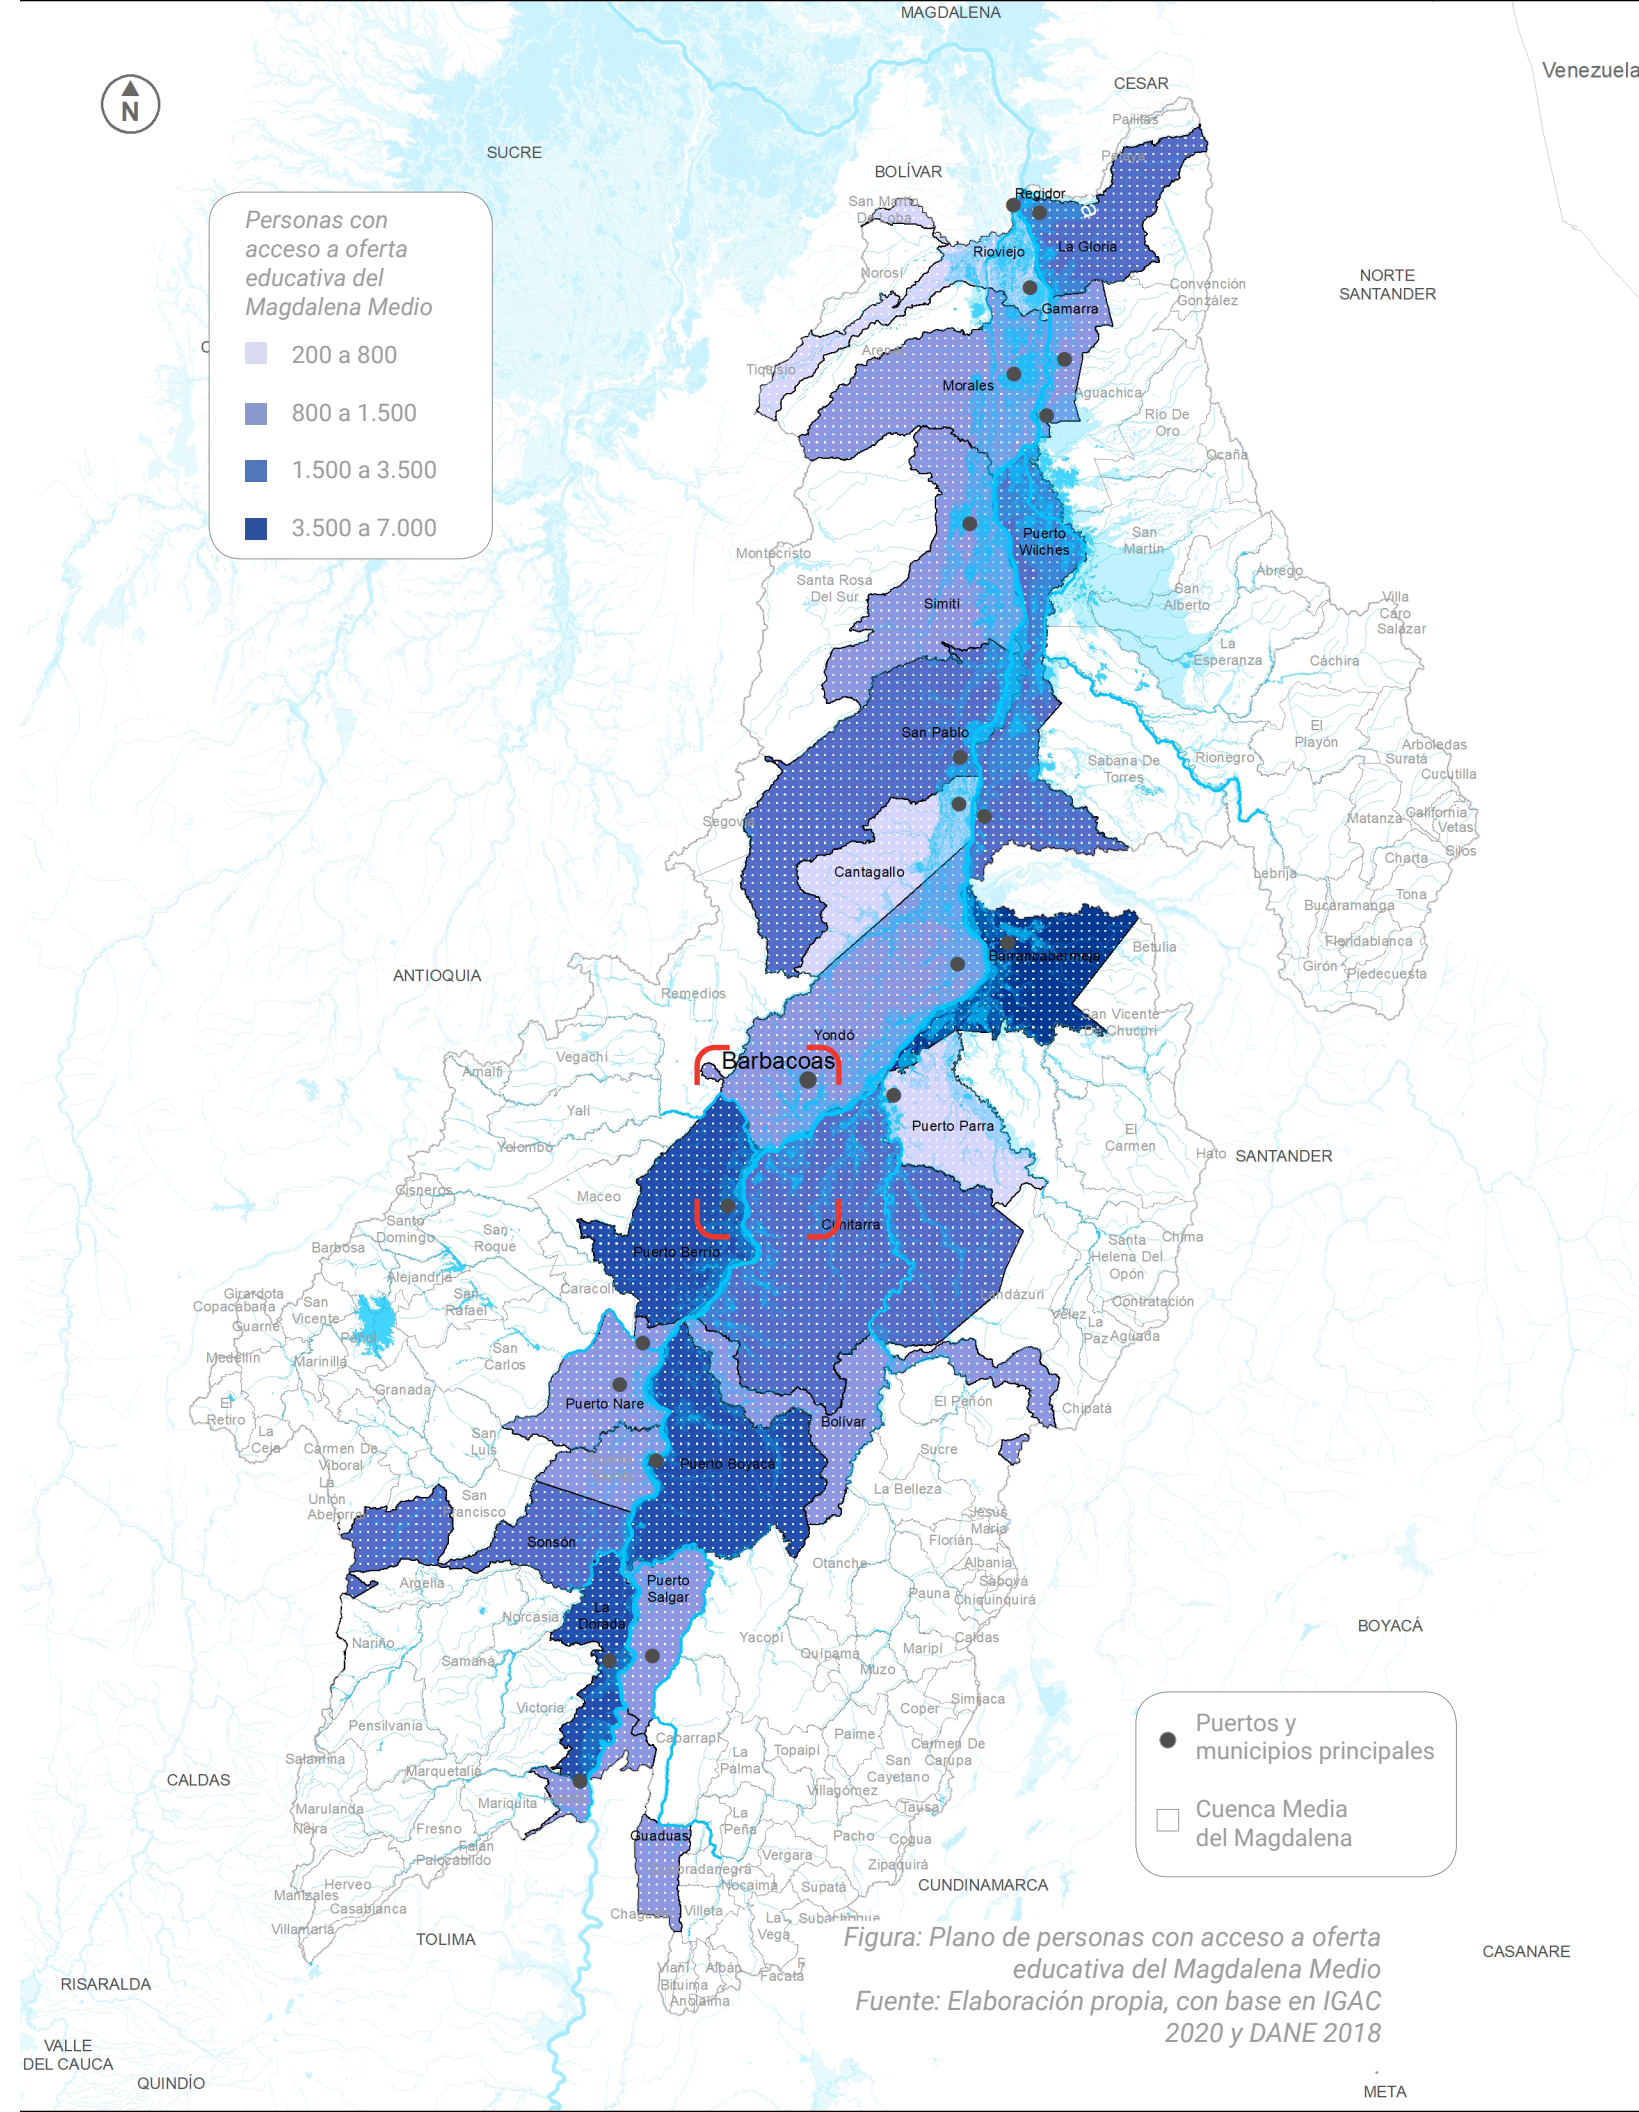 MAGDALENA
Venezuela
CESAR
N
Pailitas
SUCRE
Pelaya
BOLÍVAR
Regidor
San Martín
De Loba
Personas con
acceso a oferta
educativa del
Magdalena Medio
200 a 800
800 a 1.500
1.500 a 3.500
3.500 a 7.000
Rioviejo
La Gloria
Norosí
NORTE
SANTANDER
Convención
González
Gamarra
Arenal
Tiquisio
Morales
Aguachica
Río De
Oro
Ocaña
Puerto
Wilches
San
Martín
Montecristo
Ábrego
Santa Rosa
Del Sur
San
Alberto
Simití
Villa
Caro
Salazar
La
Esperanza
Cáchira
San Pablo
El
Playón
Arboledas
Suratá
Cucutilla
Sabana De
Torres
Rionegro
Segovia
Matanza
California
Vetas
Silos
Charta
Cantagallo
Lebrija
Tona
Bucaramanga
Floridablanca
Betulia
Barrancabermeja
Girón
Piedecuesta
ANTIOQUIA
Remedios
San Vicente
De Chucurí
Yondó
Barbacoas
Vegachí
Amalfi
Yalí
Puerto Parra
El
Carmen
Yolombó
Hato
SANTANDER
Cisneros
Maceo
Santo
Domingo
San
Roque
Cimitarra
Barbosa
Puerto Berrío
Santa
Helena Del
Opón
Chima
Alejandría
Caracolí
Landázuri
Girardota
Copacabana
Guarne
San
Vicente
San
Rafael
Contratación
Vélez
La
Paz
Aguada
Peñol
Medellín
Marinilla
San
Carlos
Granada
Puerto Nare
El Peñón
Chipatá
El
Retiro
Bolívar
La
Ceja
Carmen De
Viboral
San
Luis
Sucre
Puerto Boyacá
La
Unión
Abejorral
La Belleza
San
Francisco
Jesús
María
Sonsón
Florián
Otanche
Albania
Argelia
Puerto
Salgar
Saboyá
Pauna
Chiquinquirá
La
Dorada
Norcasia
BOYACÁ
Nariño
Yacopí
Caldas
Maripí
Samaná
Quípama
Muzo
Victoria
Simijaca
Coper
Pensilvania
Caparrapí
Paime
Carmen De
Carupa
Puertos y
municipios principales
Salamina
La
Palma
Topaipí
San
Cayetano
CALDAS
Marquetalia
Villagómez
Mariquita
Tausa
Cuenca Media
del Magdalena
Marulanda
Neira
Fresno
La
Peña
Guaduas
Pacho
Cogua
Falán
Palocabildo
Vergara
Zipaquirá
Herveo
Nocaima
Supatá
CUNDINAMARCA
Manizales
Casabianca
Villeta
Villamaría
La
Vega
Subachoque
TOLIMA
Figura: Plano de personas con acceso a oferta
educativa del Magdalena Medio
Fuente: Elaboración propia, con base en IGAC
2020 y DANE 2018
CASANARE
Vianí
Albán
Bituima
Anolaima
RISARALDA
VALLE
DEL CAUCA
QUINDÍO
META